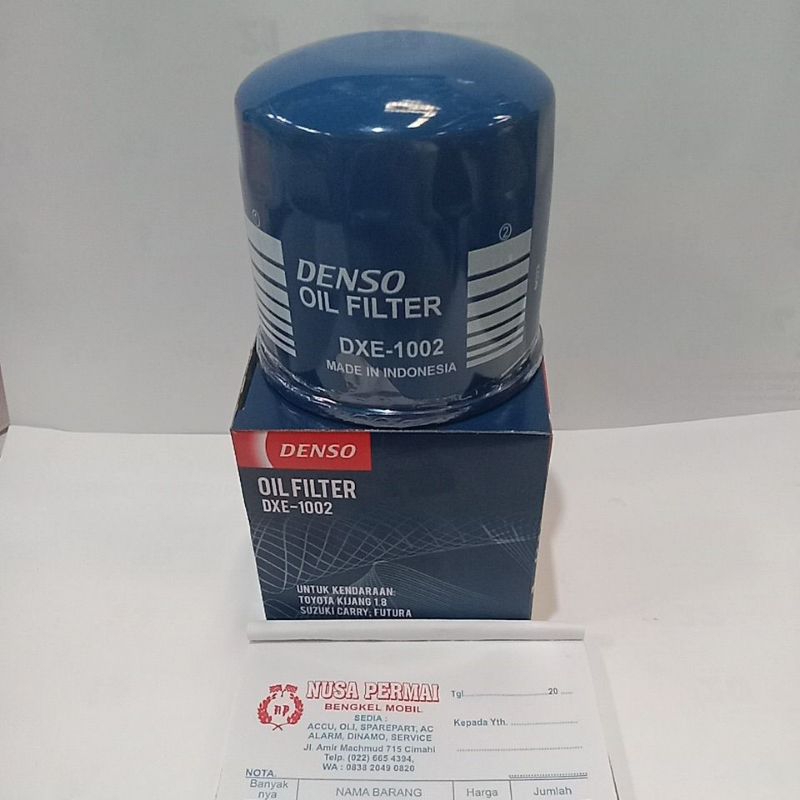 ①
②
DENSO
OIL FILTER
DXE-1002
MADE IN INDONESIA
DENSO
OIL FILTER
DXE-1002
UNTUK KENDARAAN:
TOYOTA KIJANG 1.8
SUZUKI CARRY; FUTURA
NUSA PERMAI
BENGKEL MOBIL
SEDIA :
ACCU, OLI, SPAREPART, AC
ALARM, DINAMO, SERVICE
Jl. Amir Machmud 715 Cimahi
Telp. (022) 665 4394,
WA : 0838 2049 0820
RP
Tgl.....................20 .....
Kepada Yth. .....................
NOTA.
Banyak nya NAMA BARANG Harga Jumlah